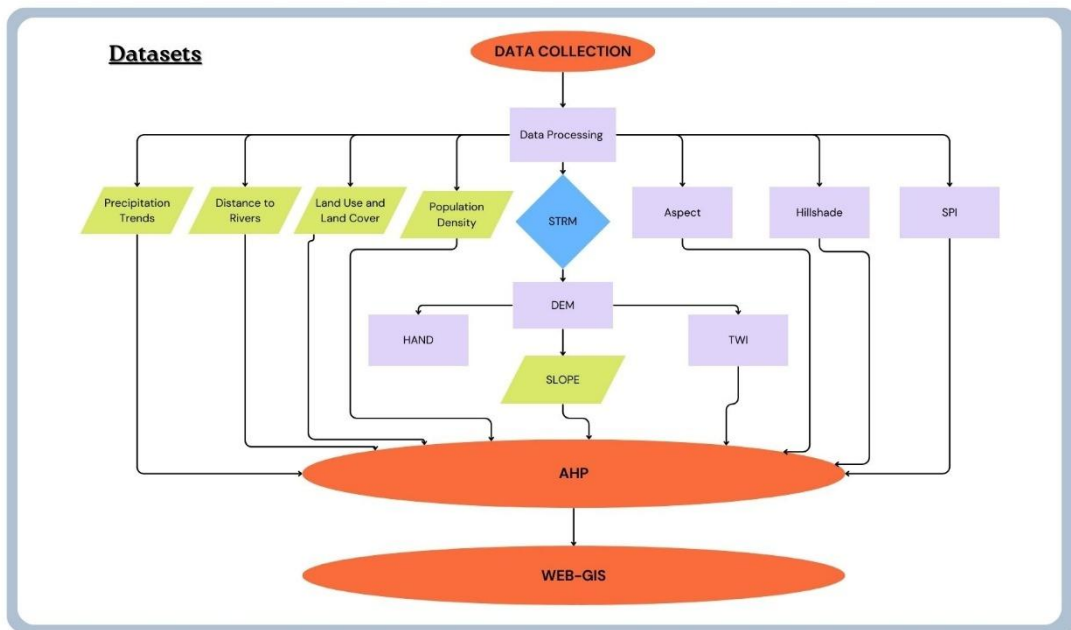 Datasets
DATA COLLECTION
Data Processing
Precipitation
Trends
Distance to
Rivers
Land Use and
Land Cover
Population
Density
STRM
Aspect
Hillshade
SPI
DEM
HAND
TWI
SLOPE
AHP
WEB-GIS